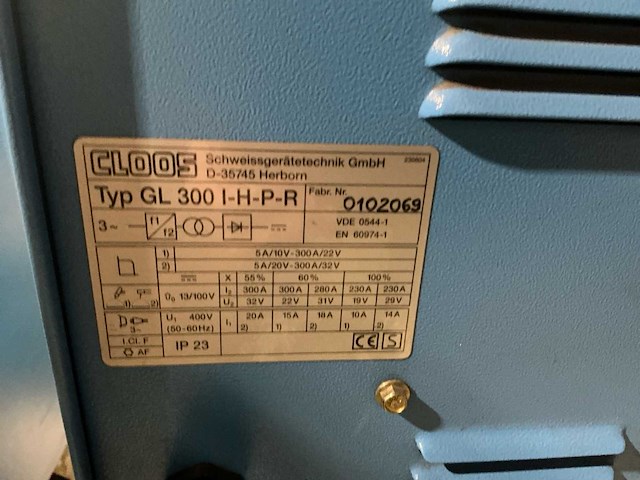 CLOOS Schweissgerätetechnik GmbH
D-35745 Herborn
Typ GL 300 I-H-P-R Fabr. Nr. 0102069
3~ f1 f2
VDE 0544-1
EN 60974-1
1) 5A/10V-300A/22V
2) 5A/20V-300A/32V
X 55% 60% 100%
1) 2) U₀ 13/100V I₂ 300A 300A 280A 230A 230A
U₂ 32V 22V 31V 19V 29V
3~ U₁ 400V (50-60Hz) I₁ 20A 15A 18A 10A 14A
2) 1) 2) 1) 2)
I.Cl. F
AF IP 23 CE S